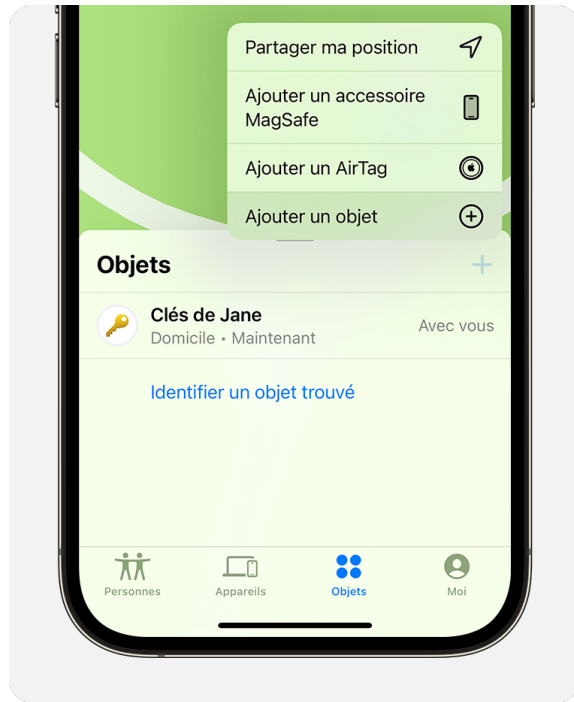 Partager ma position
Ajouter un accessoire
MagSafe
Ajouter un AirTag
Ajouter un objet
Objets
Clés de Jane
Domicile • Maintenant
Avec vous
Identifier un objet trouvé
Personnes
Appareils
Objets
Moi